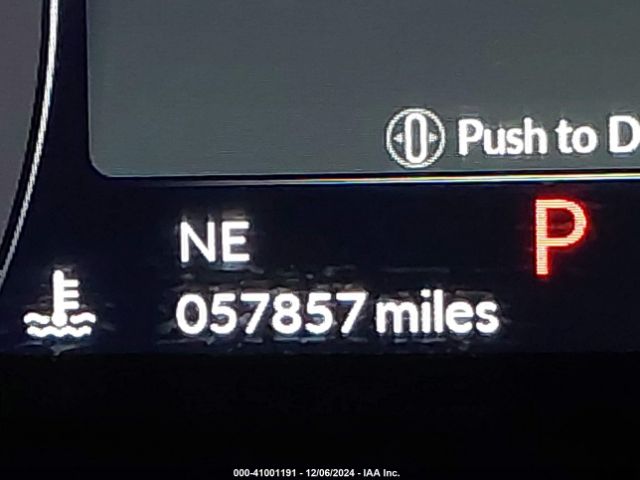 Push to D
NE
P
057857 miles
000-41001191 - 12/06/2024 - IAA Inc.